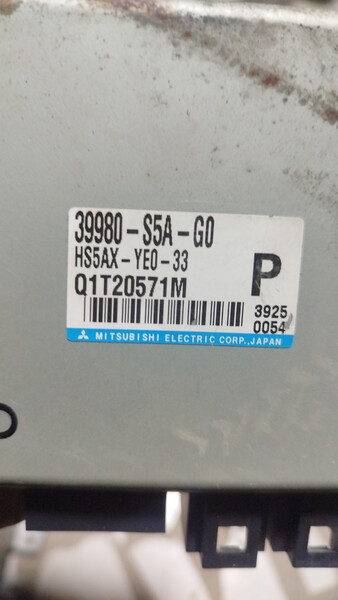 39980-S5A-G0
HS5AX-YE0-33
P
Q1T20571M
3925
0054
MITSUBISHI ELECTRIC CORP., JAPAN